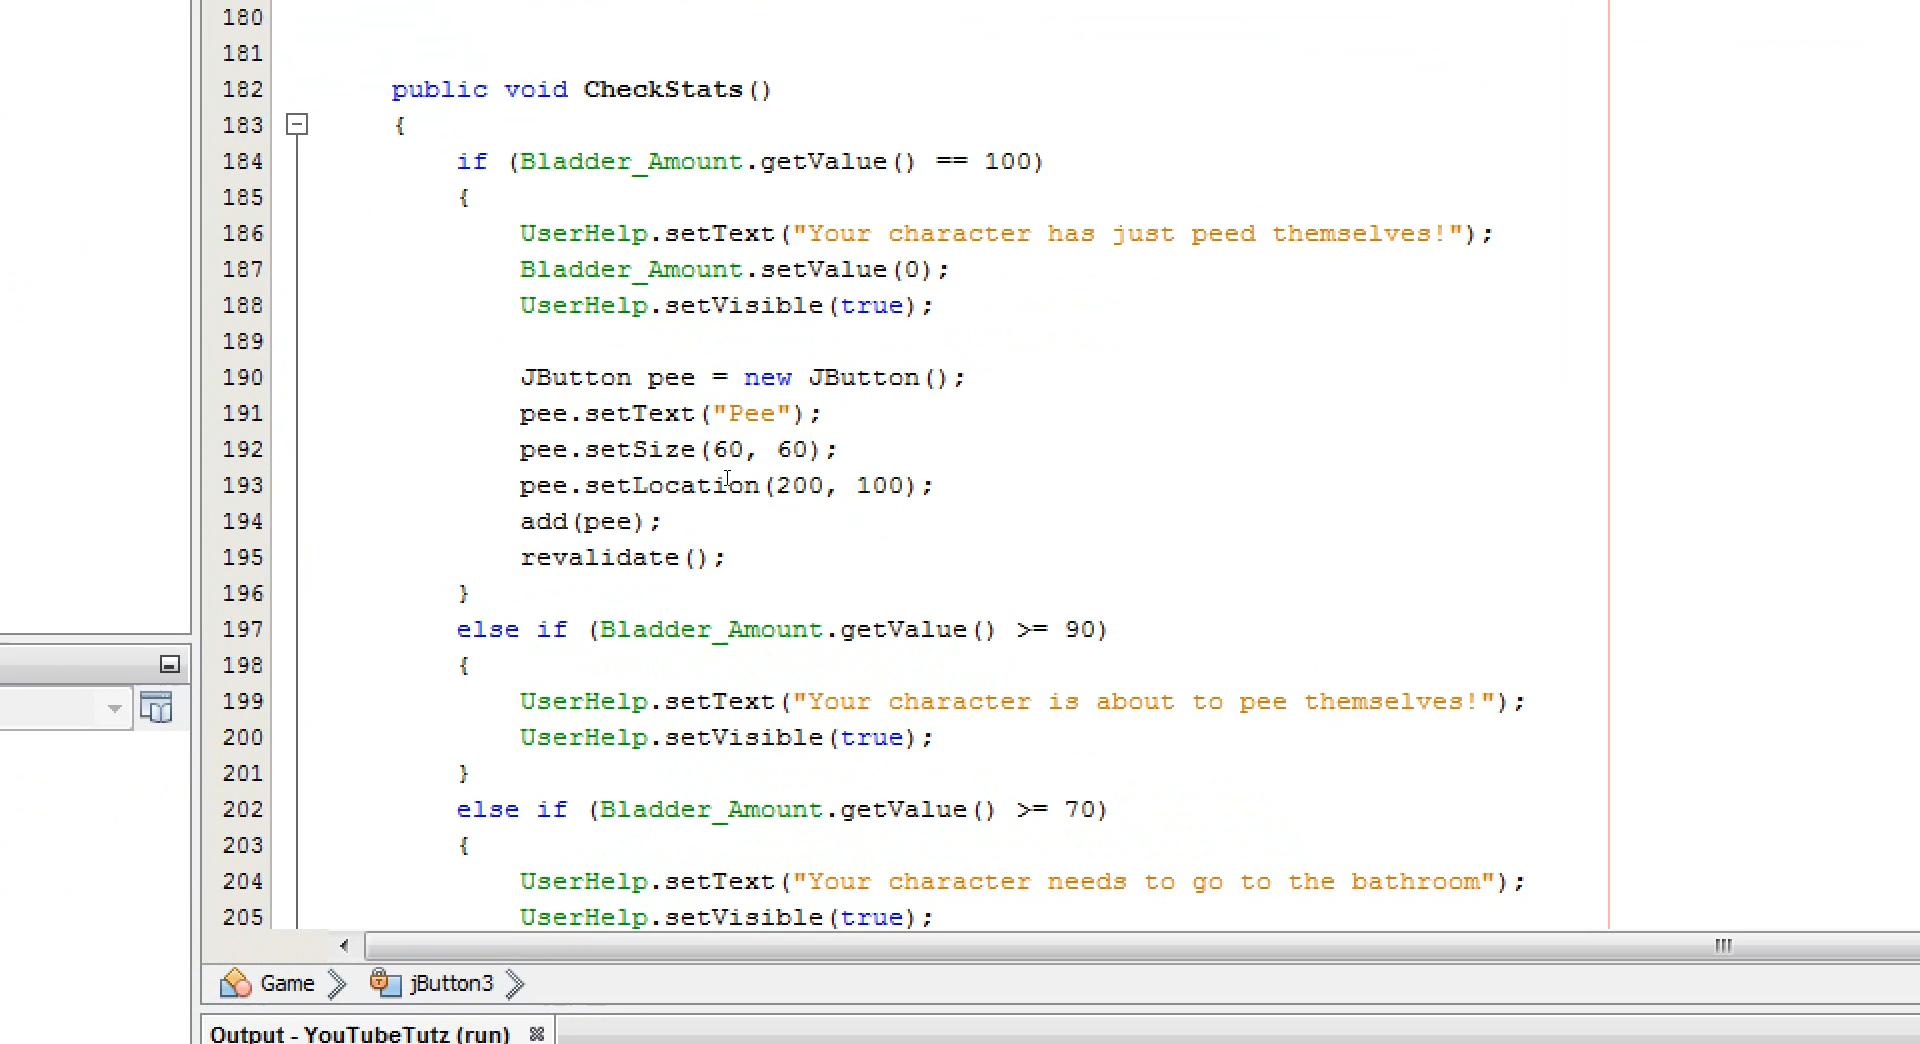 180
181
182 public void CheckStats()
183 {
184 if (Bladder_Amount.getValue() == 100)
185 {
186 UserHelp.setText("Your character has just peed themselves!");
187 Bladder_Amount.setValue(0);
188 UserHelp.setVisible(true);
189
190 JButton pee = new JButton();
191 pee.setText("Pee");
192 pee.setSize(60, 60);
193 pee.setLocation(200, 100);
194 add(pee);
195 revalidate();
196 }
197 else if (Bladder_Amount.getValue() >= 90)
198 {
199 UserHelp.setText("Your character is about to pee themselves!");
200 UserHelp.setVisible(true);
201 }
202 else if (Bladder_Amount.getValue() >= 70)
203 {
204 UserHelp.setText("Your character needs to go to the bathroom");
205 UserHelp.setVisible(true);
Game jButton3
Output - YouTubeTutz (run)